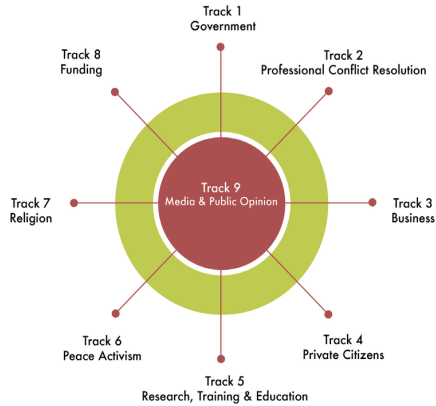 Track 1
Government
Track 2
Professional Conflict Resolution
Track 3
Business
Track 4
Private Citizens
Track 5
Research, Training & Education
Track 6
Peace Activism
Track 7
Religion
Track 8
Funding
Track 9
Media & Public Opinion